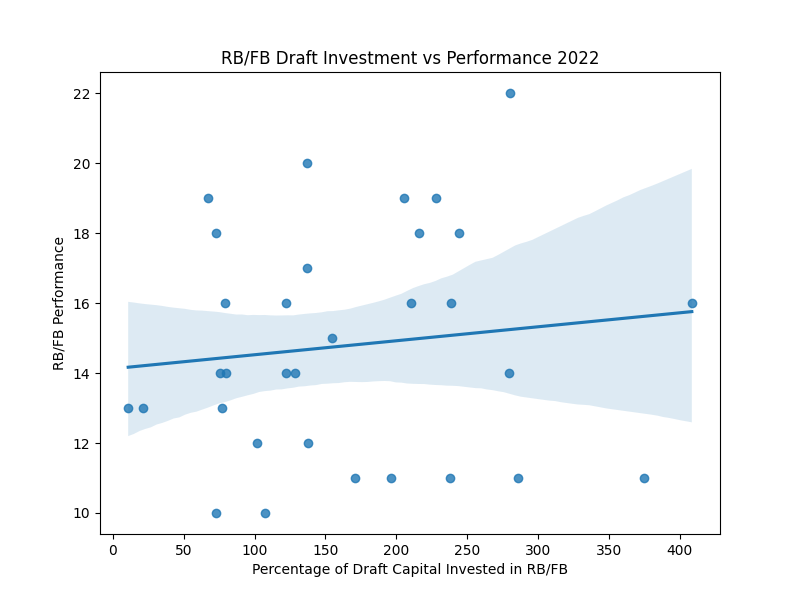 RB/FB Draft Investment vs Performance 2022
22
20
18
16
14
12
10
RB/FB Performance
0 50 100 150 200 250 300 350 400
Percentage of Draft Capital Invested in RB/FB